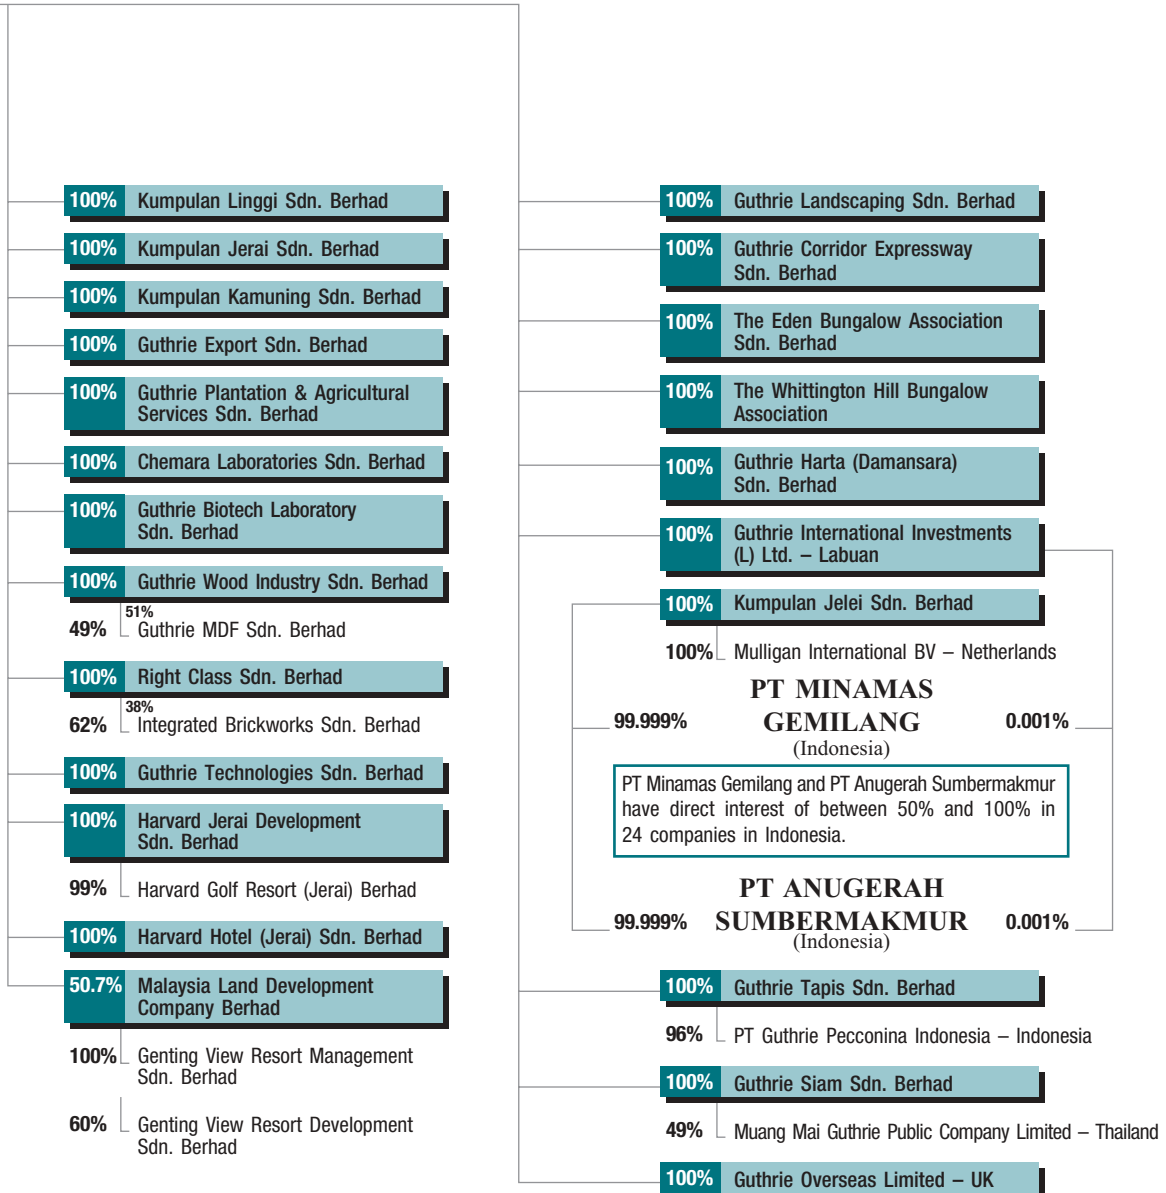 100% Kumpulan Linggi Sdn. Berhad
100% Kumpulan Jerai Sdn. Berhad
100% Kumpulan Kamuning Sdn. Berhad
100% Guthrie Export Sdn. Berhad
100% Guthrie Plantation & Agricultural
Services Sdn. Berhad
100% Chemara Laboratories Sdn. Berhad
100% Guthrie Biotech Laboratory
Sdn. Berhad
100% Guthrie Wood Industry Sdn. Berhad
51%
49% Guthrie MDF Sdn. Berhad
100% Right Class Sdn. Berhad
38%
62% Integrated Brickworks Sdn. Berhad
100% Guthrie Technologies Sdn. Berhad
100% Harvard Jerai Development
Sdn. Berhad
99% Harvard Golf Resort (Jerai) Berhad
100% Harvard Hotel (Jerai) Sdn. Berhad
50.7% Malaysia Land Development
Company Berhad
100% Genting View Resort Management
Sdn. Berhad
60% Genting View Resort Development
Sdn. Berhad
100% Guthrie Landscaping Sdn. Berhad
100% Guthrie Corridor Expressway
Sdn. Berhad
100% The Eden Bungalow Association
Sdn. Berhad
100% The Whittington Hill Bungalow
Association
100% Guthrie Harta (Damansara)
Sdn. Berhad
100% Guthrie International Investments
(L) Ltd. – Labuan
100% Kumpulan Jelei Sdn. Berhad
100% Mulligan International BV – Netherlands
PT MINAMAS
99.999% GEMILANG 0.001%
(Indonesia)
PT Minamas Gemilang and PT Anugerah Sumbermakmur
have direct interest of between 50% and 100% in
24 companies in Indonesia.
PT ANUGERAH
99.999% SUMBERMAKMUR 0.001%
(Indonesia)
100% Guthrie Tapis Sdn. Berhad
96% PT Guthrie Pecconina Indonesia – Indonesia
100% Guthrie Siam Sdn. Berhad
49% Muang Mai Guthrie Public Company Limited – Thailand
100% Guthrie Overseas Limited – UK